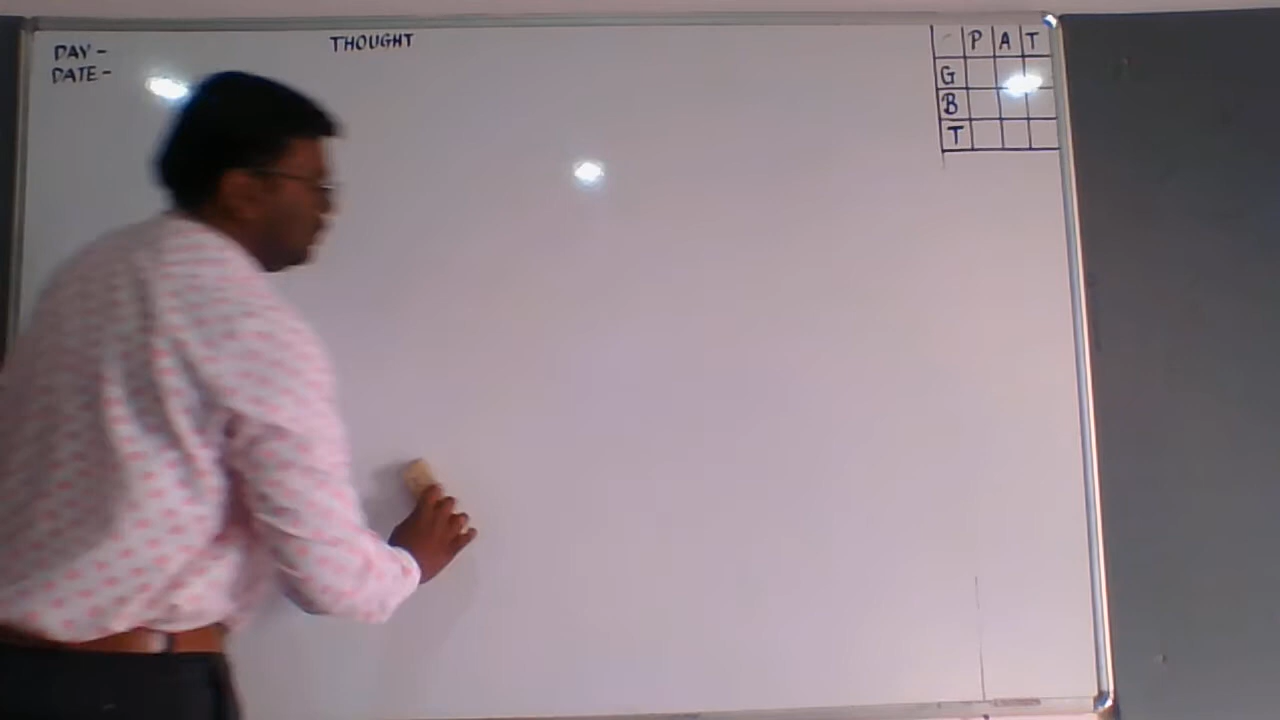 DAY -
DATE -
THOUGHT
P A T
G
B
T